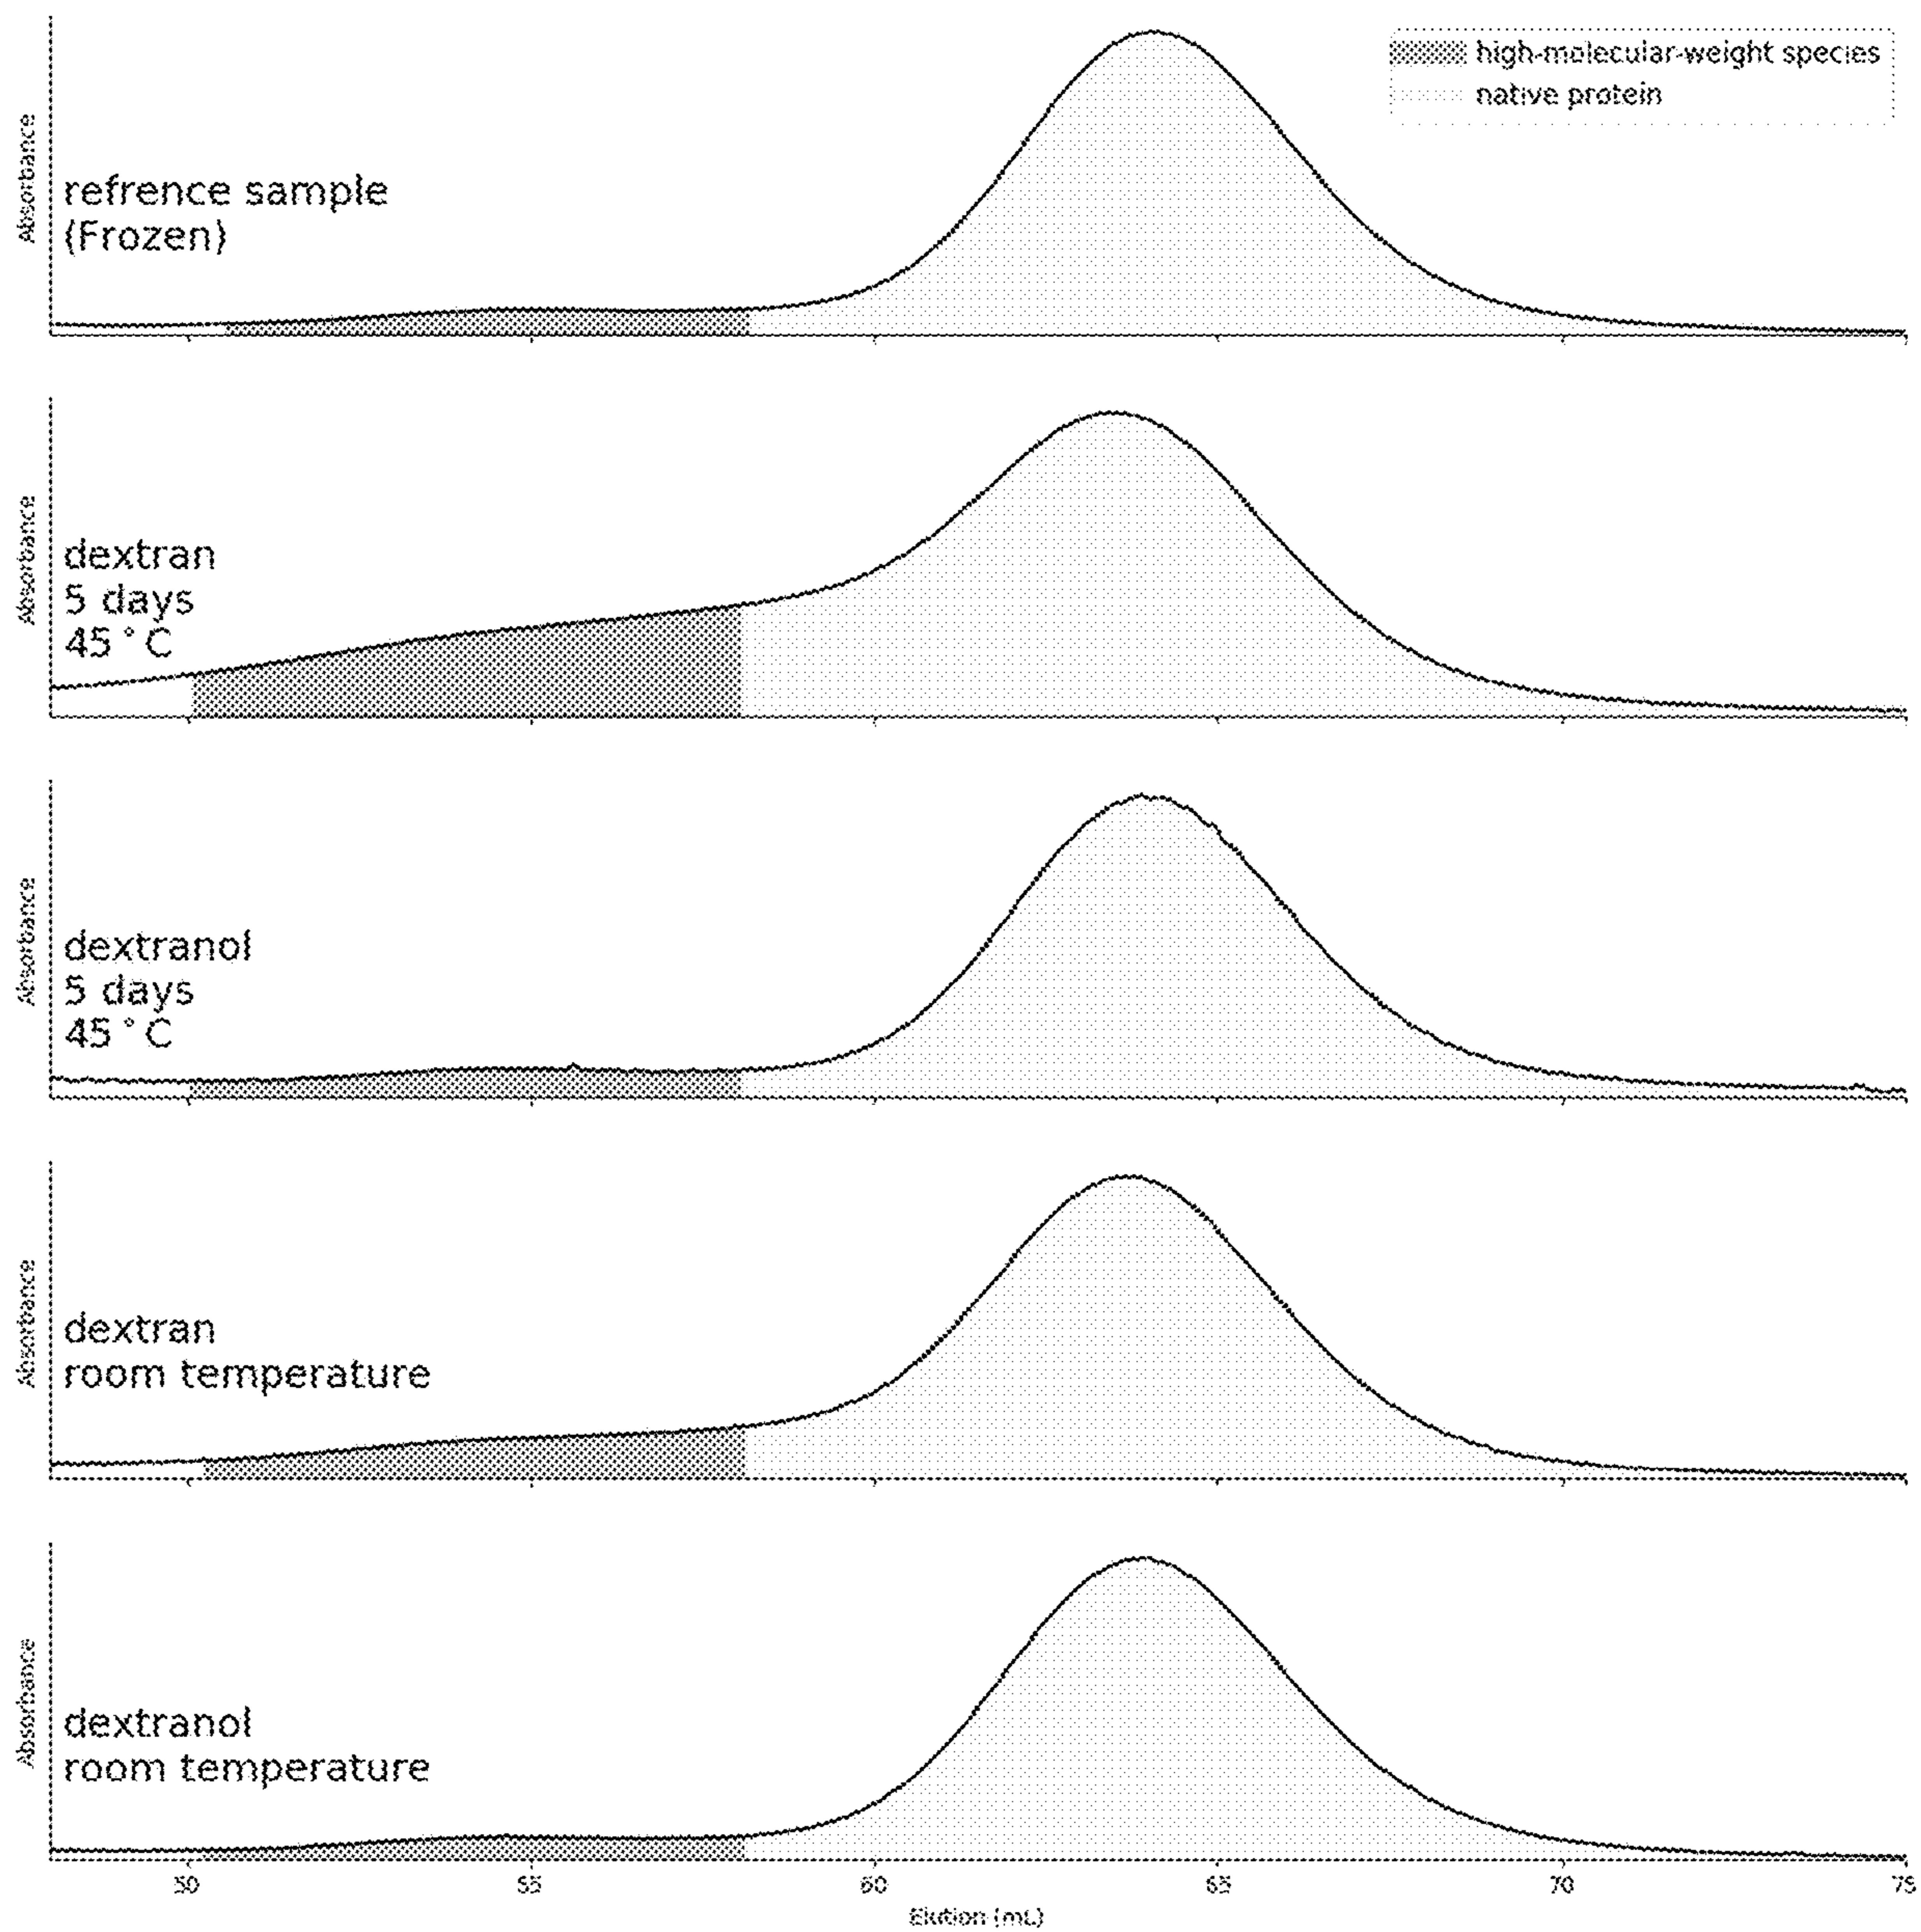 high-molecular-weight species
native protein
Absorbance
refrence sample
(Frozen)
Absorbance
dextran
5 days
45°C
Absorbance
dextranol
5 days
45°C
Absorbance
dextran
room temperature
Absorbance
dextranol
room temperature
50 55 60 65 70 75
Elution (mL)